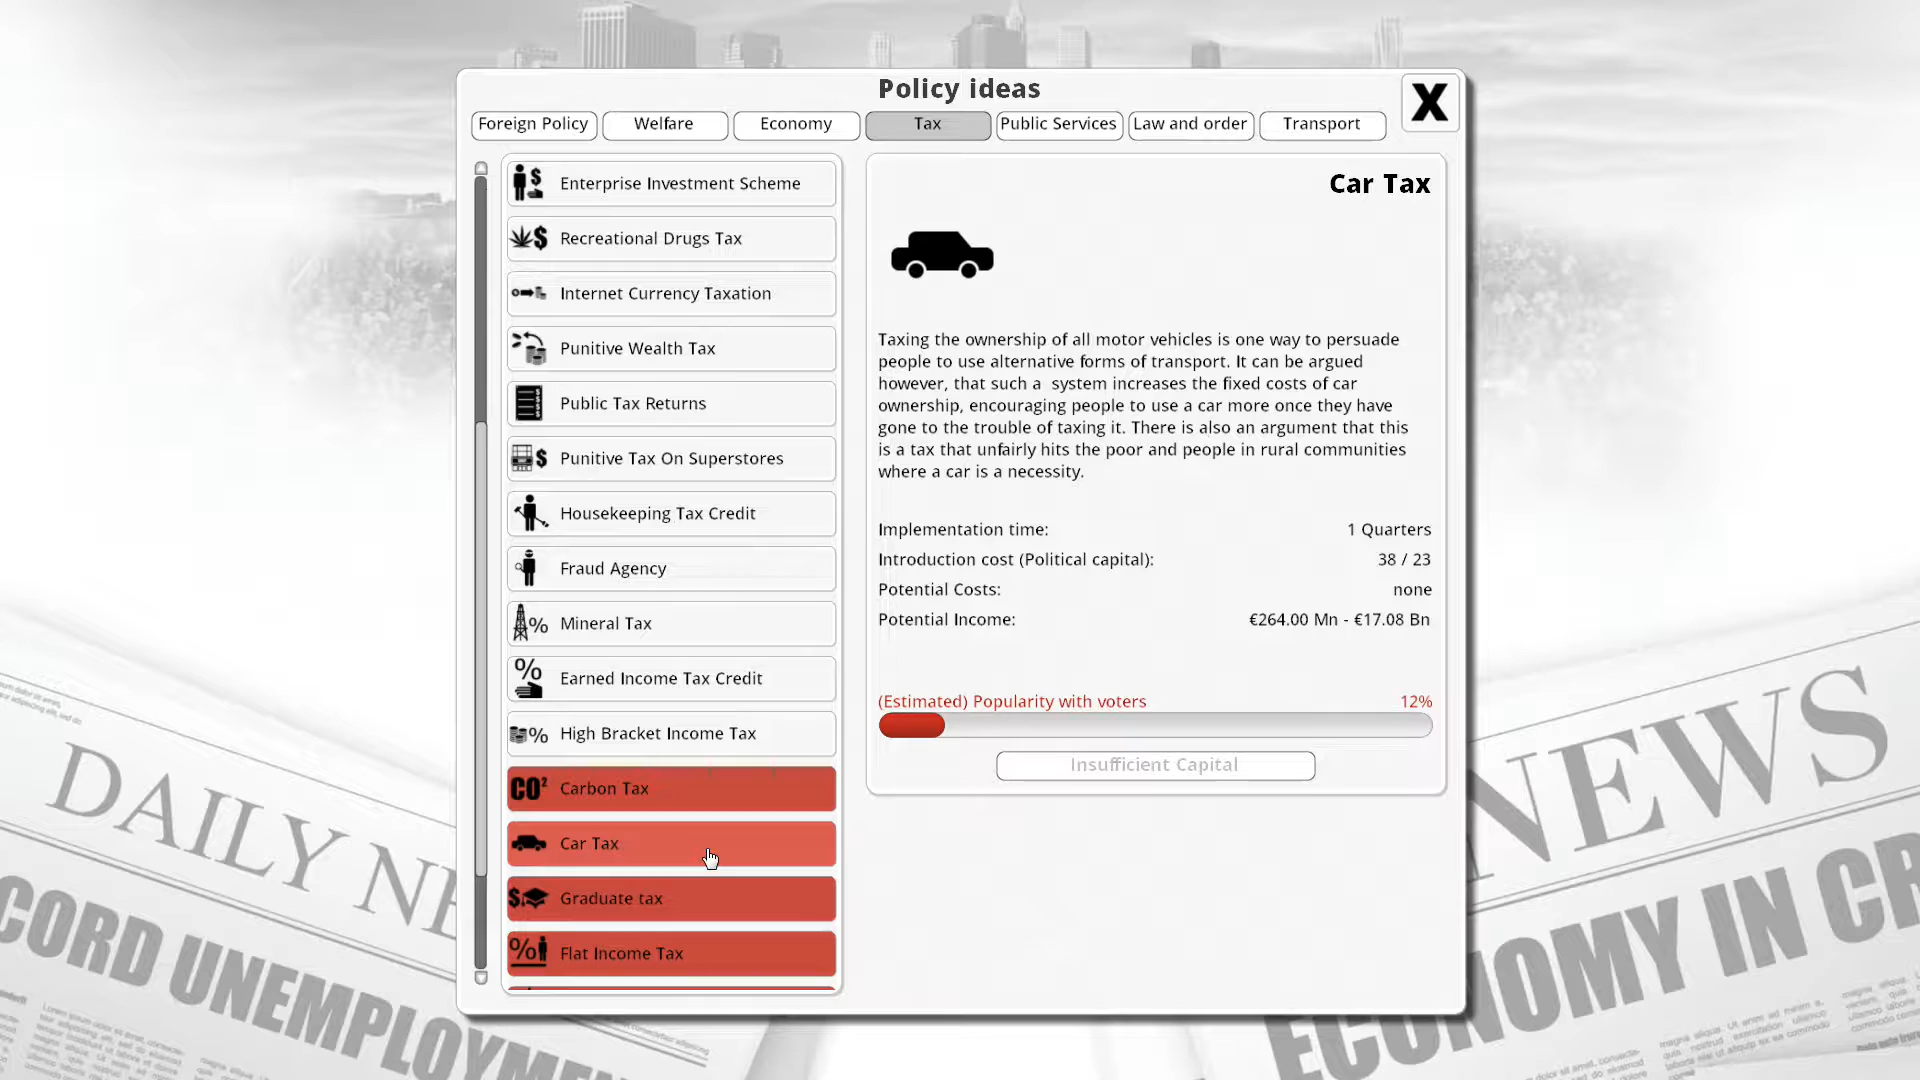 Policy ideas
X
Foreign Policy
Welfare
Economy
Tax
Public Services
Law and order
Transport
Enterprise Investment Scheme
Recreational Drugs Tax
Internet Currency Taxation
Punitive Wealth Tax
Public Tax Returns
Punitive Tax On Superstores
Housekeeping Tax Credit
Fraud Agency
Mineral Tax
Earned Income Tax Credit
High Bracket Income Tax
CO² Carbon Tax
Car Tax
Graduate tax
Flat Income Tax
Car Tax
Taxing the ownership of all motor vehicles is one way to persuade
people to use alternative forms of transport. It can be argued
however, that such a  system increases the fixed costs of car
ownership, encouraging people to use a car more once they have
gone to the trouble of taxing it. There is also an argument that this
is a tax that unfairly hits the poor and people in rural communities
where a car is a necessity.
Implementation time: 1 Quarters
Introduction cost (Political capital): 38 / 23
Potential Costs: none
Potential Income: €264.00 Mn - €17.08 Bn
(Estimated) Popularity with voters 12%
Insufficient Capital
DAILY NE
CORD UNEMPLOYME
NEWS
ECONOMY IN CR